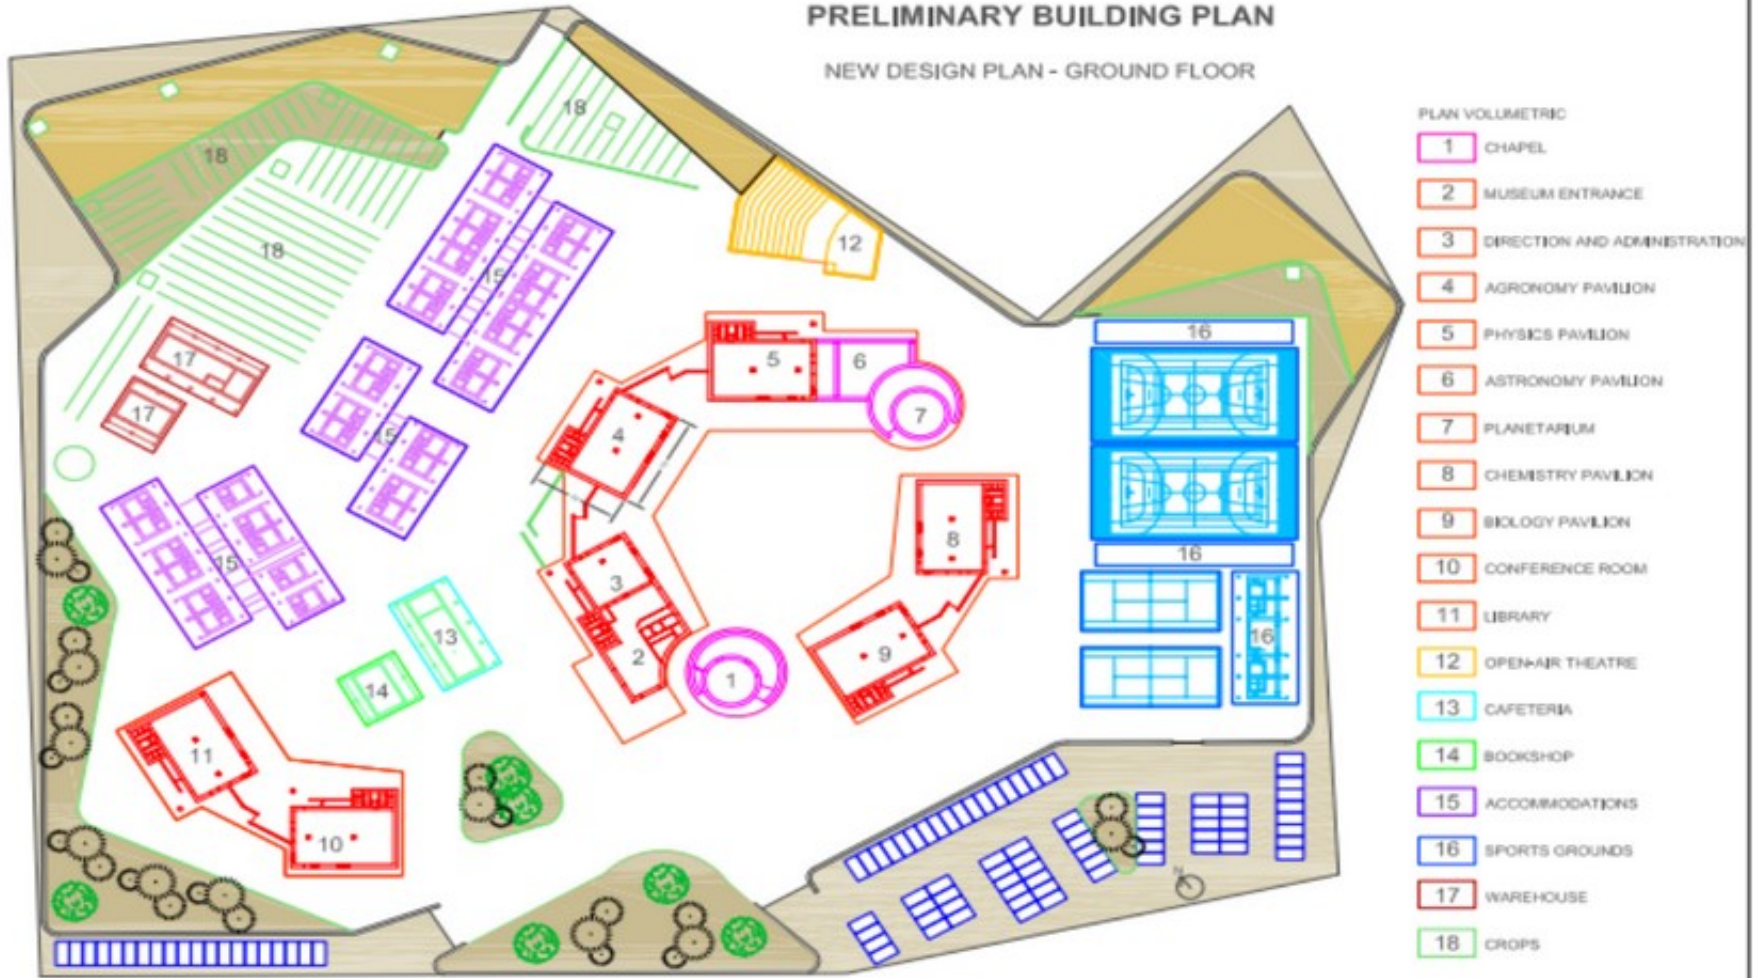 PRELIMINARY BUILDING PLAN
NEW DESIGN PLAN - GROUND FLOOR
PLAN VOLUMETRIC
1 CHAPEL
2 MUSEUM ENTRANCE
3 DIRECTION AND ADMINISTRATION
4 AGRONOMY PAVILION
5 PHYSICS PAVILION
6 ASTRONOMY PAVILION
7 PLANETARIUM
8 CHEMISTRY PAVILION
9 BIOLOGY PAVILION
10 CONFERENCE ROOM
11 LIBRARY
12 OPEN-AIR THEATRE
13 CAFETERIA
14 BOOKSHOP
15 ACCOMMODATIONS
16 SPORTS GROUNDS
17 WAREHOUSE
18 CROPS
18
18
18
12
15
16
17
5
6
17
7
4
15
8
16
15
3
13
16
2
9
1
14
11
10
N